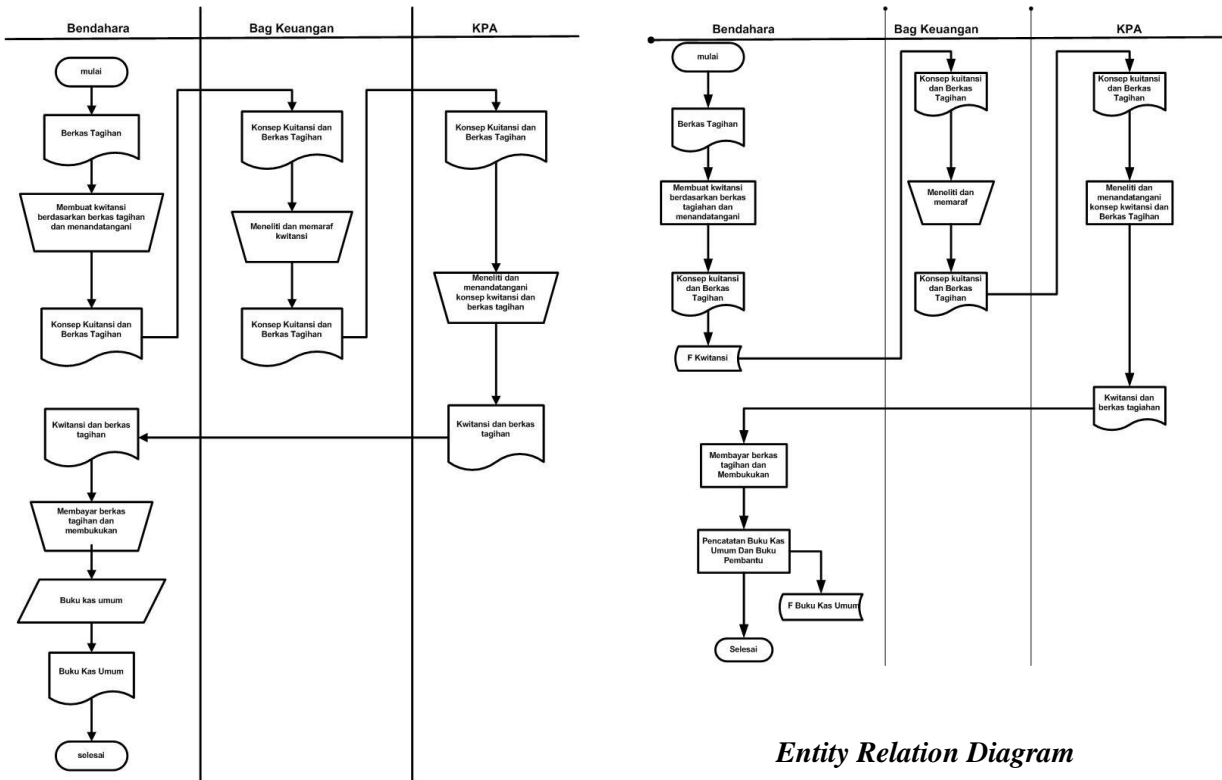 Bendahara
Bag Keuangan
KPA
mulai
Berkas Tagihan
Membuat kwitansi
berdasarkan berkas tagihan
dan menandatangani
Konsep Kuitansi dan
Berkas Tagihan
Konsep Kuitansi dan
Berkas Tagihan
Meneliti dan memaraf
kwitansi
Konsep Kuitansi dan
Berkas Tagihan
Konsep Kuitansi dan
Berkas Tagihan
Meneliti dan
menandatangani
konsep kwitansi dan
berkas tagihan
Kwitansi dan berkas
tagihan
Kwitansi dan berkas
tagihan
Membayar berkas
tagihan dan
membukukan
Buku kas umum
Buku Kas Umum
selesai
Bendahara
Bag Keuangan
KPA
mulai
Berkas Tagihan
Membuat kwitansi
berdasarkan berkas
tagiahan dan
menandatangani
Konsep kuitansi
dan Berkas
Tagihan
F Kwitansi
Konsep kuitansi
dan Berkas
Tagihan
Meneliti dan
memaraf
Konsep kuitansi
dan Berkas
Tagihan
Konsep kuitansi
dan Berkas
Tagihan
Meneliti dan
menandatangani
konsep kwitansi dan
Berkas Tagihan
Kwitansi dan
berkas tagiahan
Membayar berkas
tagihan dan
Membukukan
Pencatatan Buku Kas
Umum Dan Buku
Pembantu
F Buku Kas Umum
Selesai
Entity Relation Diagram